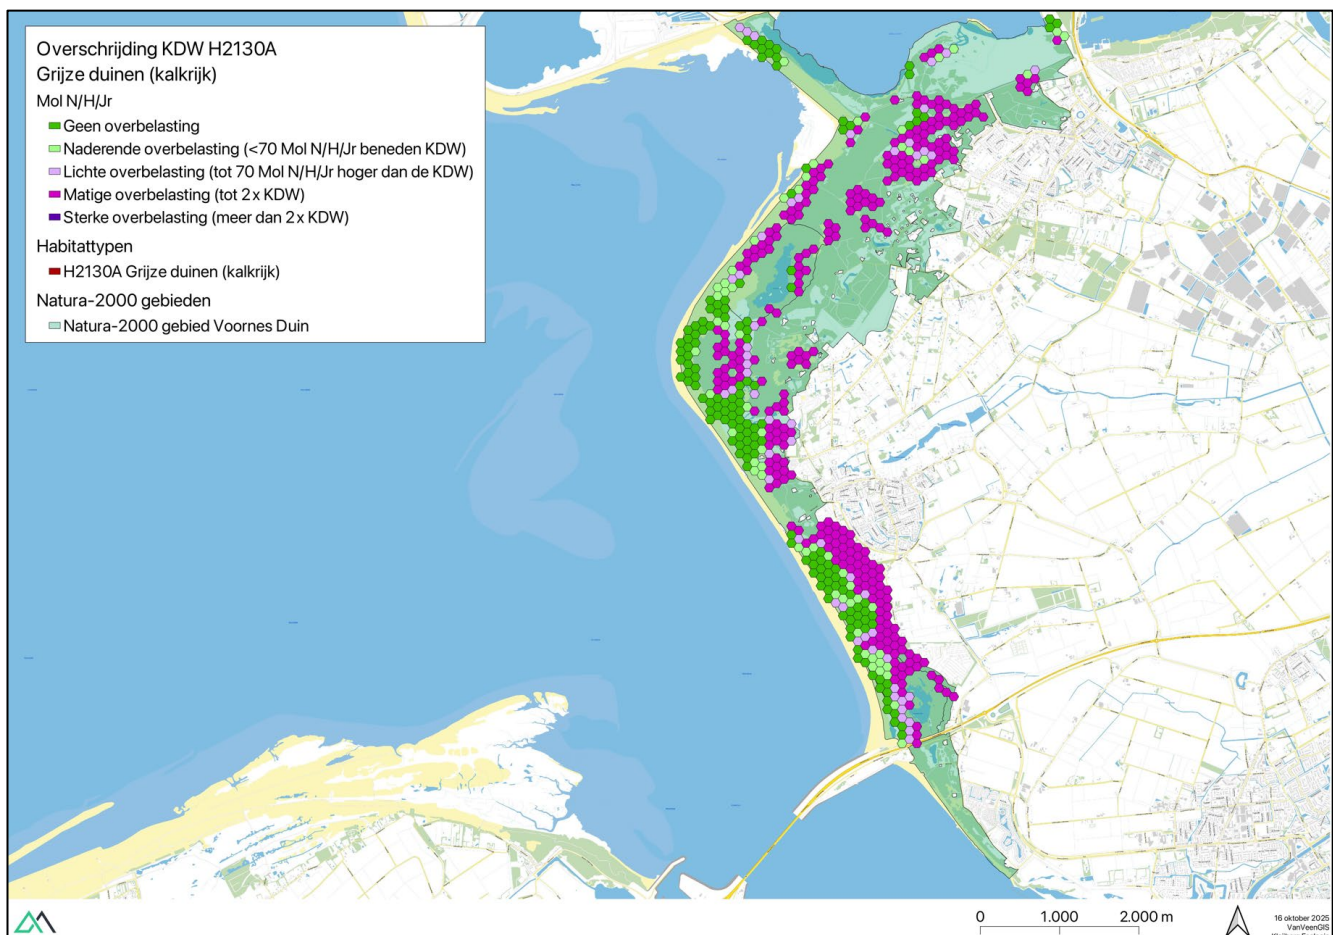 Overschrijding KDW H2130A
Grijze duinen (kalkrijk)
Mol N/H/Jr
Geen overbelasting
Naderende overbelasting (<70 Mol N/H/Jr beneden KDW)
Lichte overbelasting (tot 70 Mol N/H/Jr hoger dan de KDW)
Matige overbelasting (tot 2x KDW)
Sterke overbelasting (meer dan 2x KDW)
Habitattypen
H2130A Grijze duinen (kalkrijk)
Natura-2000 gebieden
Natura-2000 gebied Voornes Duin
0 1.000 2.000 m
16 oktober 2025
VanVeenGIS